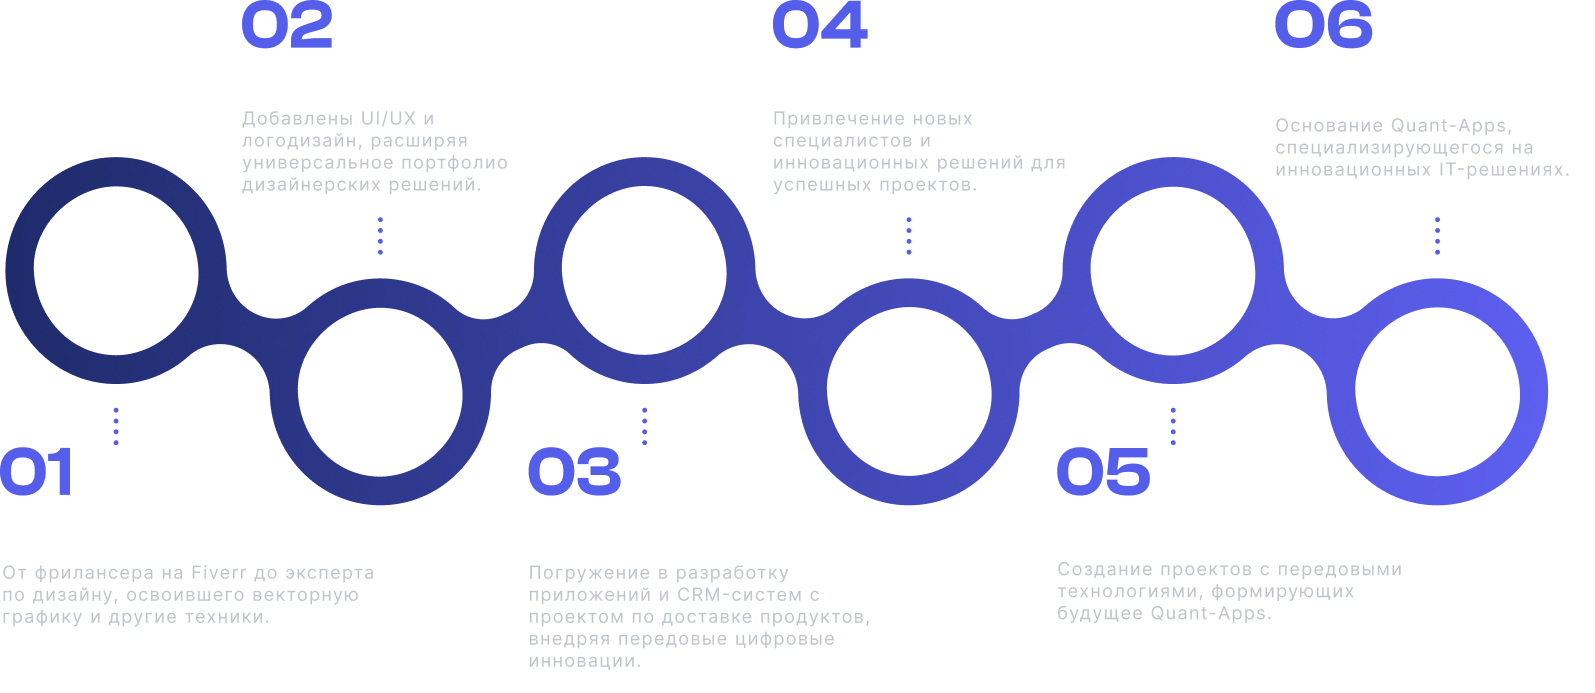 01
От фрилансера на Fiverr до эксперта
по дизайну, освоившего векторную
графику и другие техники.
02
Добавлены UI/UX и
логодизайн, расширяя
универсальное портфолио
дизайнерских решений.
03
Погружение в разработку
приложений и CRM-систем с
проектом по доставке продуктов,
внедряя передовые цифровые
инновации.
04
Привлечение новых
специалистов и
инновационных решений для
успешных проектов.
05
Создание проектов с передовыми
технологиями, формирующих
будущее Quant-Apps.
06
Основание Quant-Apps,
специализирующегося на
инновационных IT-решениях.